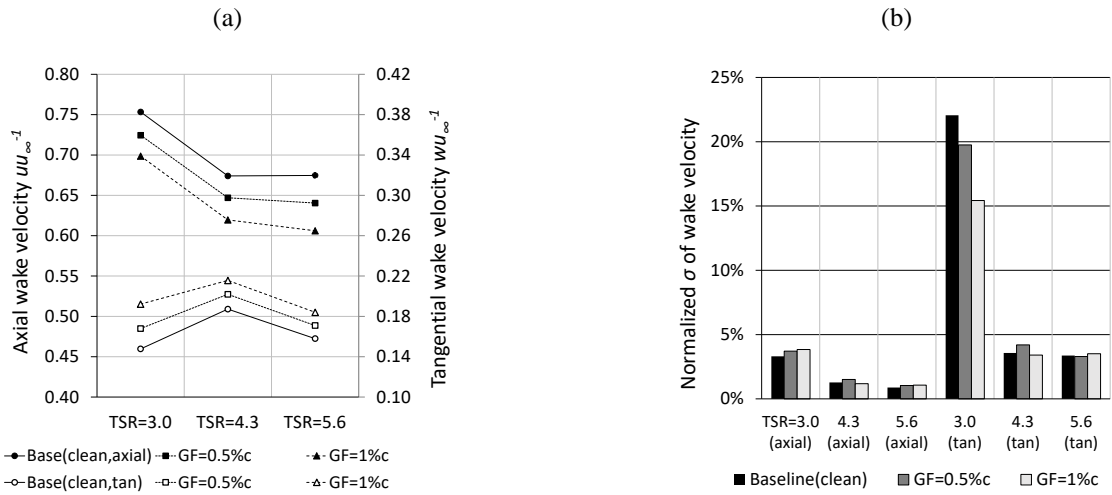 (a)
0.80
0.75
0.70
0.65
0.60
0.55
0.50
0.45
0.40
Axial wake velocity uu∞⁻¹
0.42
0.38
0.34
0.30
0.26
0.22
0.18
0.14
0.10
Tangential wake velocity wu∞⁻¹
TSR=3.0 TSR=4.3 TSR=5.6
Base(clean,axial) GF=0.5%c GF=1%c
Base(clean,tan) GF=0.5%c GF=1%c
(b)
25%
20%
15%
10%
5%
0%
Normalized σ of wake velocity
TSR=3.0 4.3 5.6 3.0 4.3 5.6
(axial) (axial) (axial) (tan) (tan) (tan)
Baseline(clean) GF=0.5%c GF=1%c